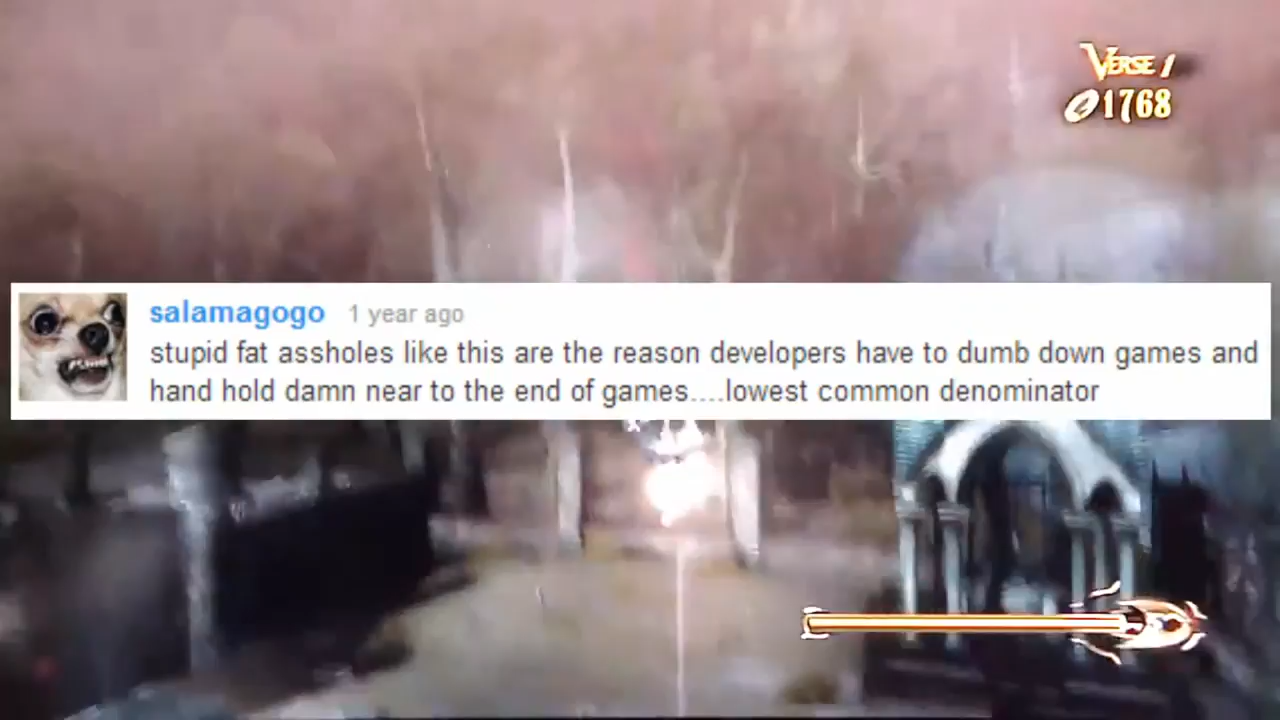 VERSE 1
1768
salamagogo 1 year ago
stupid fat assholes like this are the reason developers have to dumb down games and
hand hold damn near to the end of games....lowest common denominator